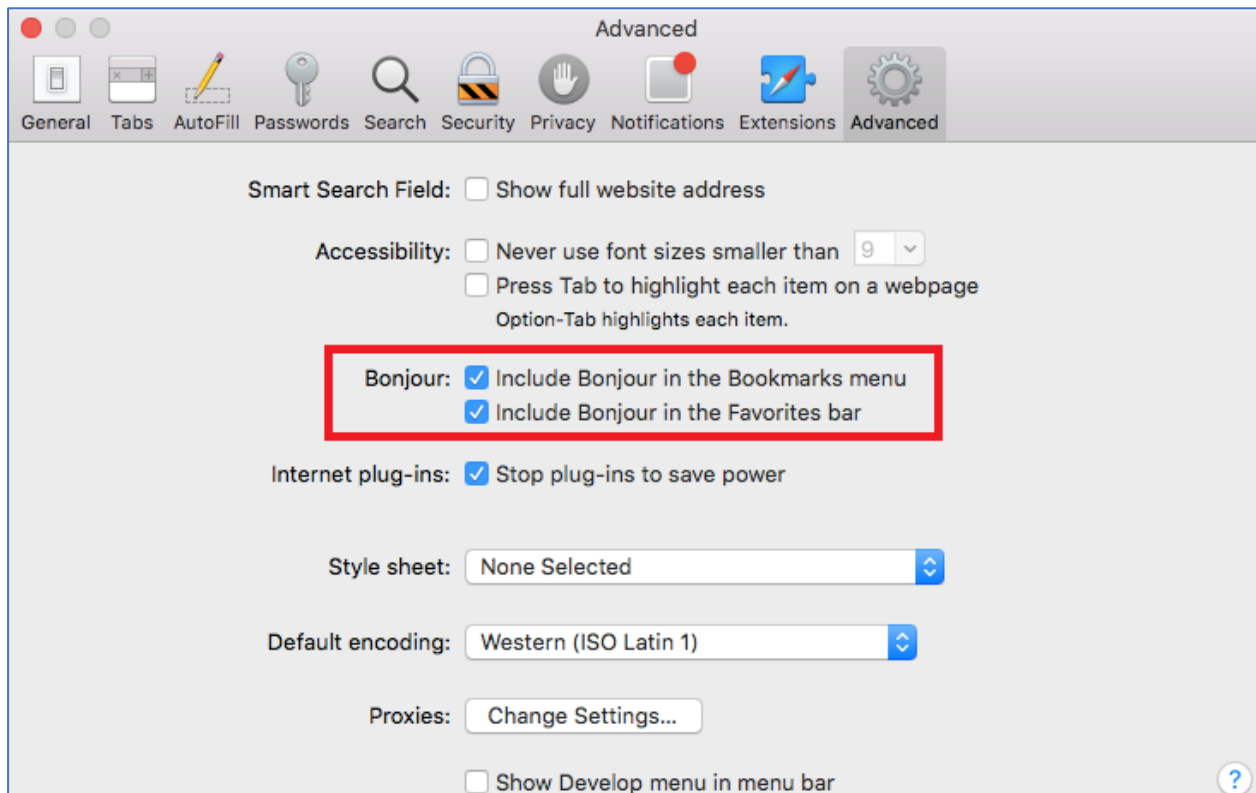 Advanced
General Tabs AutoFill Passwords Search Security Privacy Notifications Extensions Advanced
Smart Search Field: Show full website address
Accessibility: Never use font sizes smaller than 9
Press Tab to highlight each item on a webpage
Option-Tab highlights each item.
Bonjour: Include Bonjour in the Bookmarks menu
Include Bonjour in the Favorites bar
Internet plug-ins: Stop plug-ins to save power
Style sheet: None Selected
Default encoding: Western (ISO Latin 1)
Proxies: Change Settings...
Show Develop menu in menu bar
?